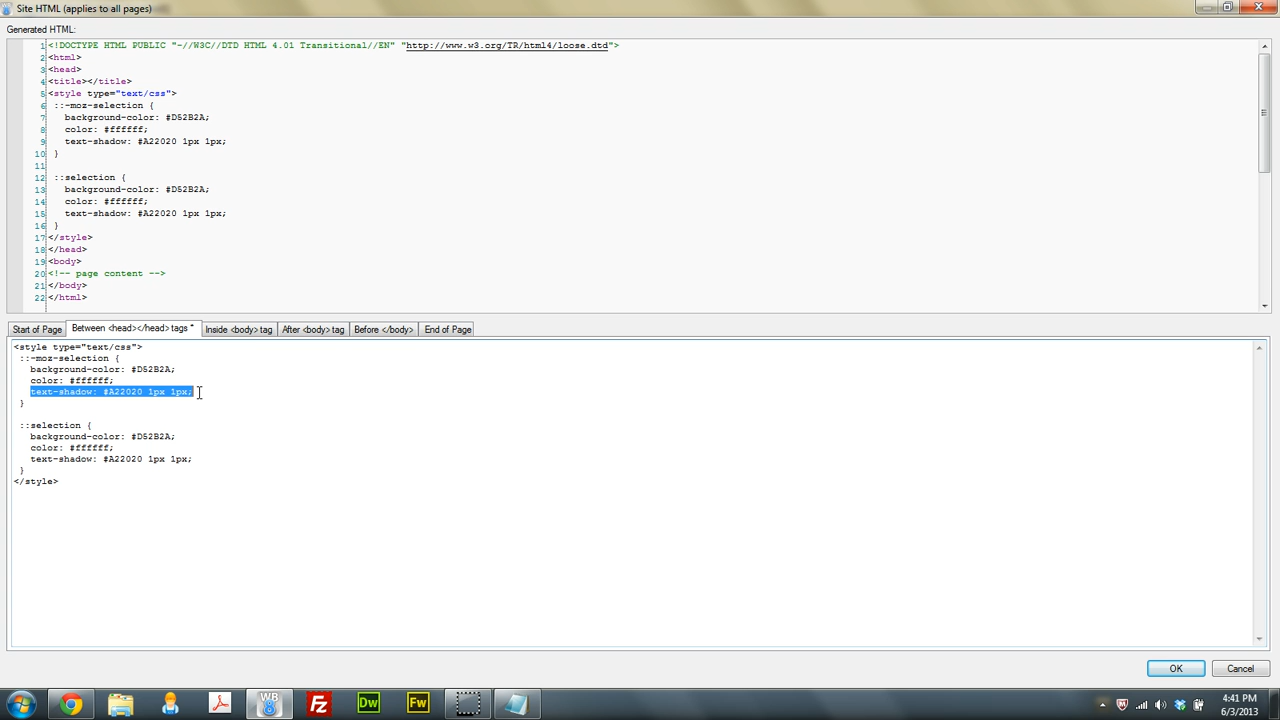 Site HTML (applies to all pages)
Generated HTML:
1 <!DOCTYPE HTML PUBLIC "-//W3C//DTD HTML 4.01 Transitional//EN" "http://www.w3.org/TR/html4/loose.dtd">
2 <html>
3 <head>
4 <title></title>
5 <style type="text/css">
6 ::-moz-selection {
7 background-color: #D52B2A;
8 color: #ffffff;
9 text-shadow: #A22020 1px 1px;
10 }
11
12 ::selection {
13 background-color: #D52B2A;
14 color: #ffffff;
15 text-shadow: #A22020 1px 1px;
16 }
17 </style>
18 </head>
19 <body>
20 <!-- page content -->
21 </body>
22 </html>
Start of Page Between <head></head> tags * Inside <body> tag After <body> tag Before </body> End of Page
<style type="text/css">
::-moz-selection {
background-color: #D52B2A;
color: #ffffff;
text-shadow: #A22020 1px 1px;
}
::selection {
background-color: #D52B2A;
color: #ffffff;
text-shadow: #A22020 1px 1px;
}
</style>
OK Cancel
WB Fz Dw Fw
4:41 PM
6/3/2013